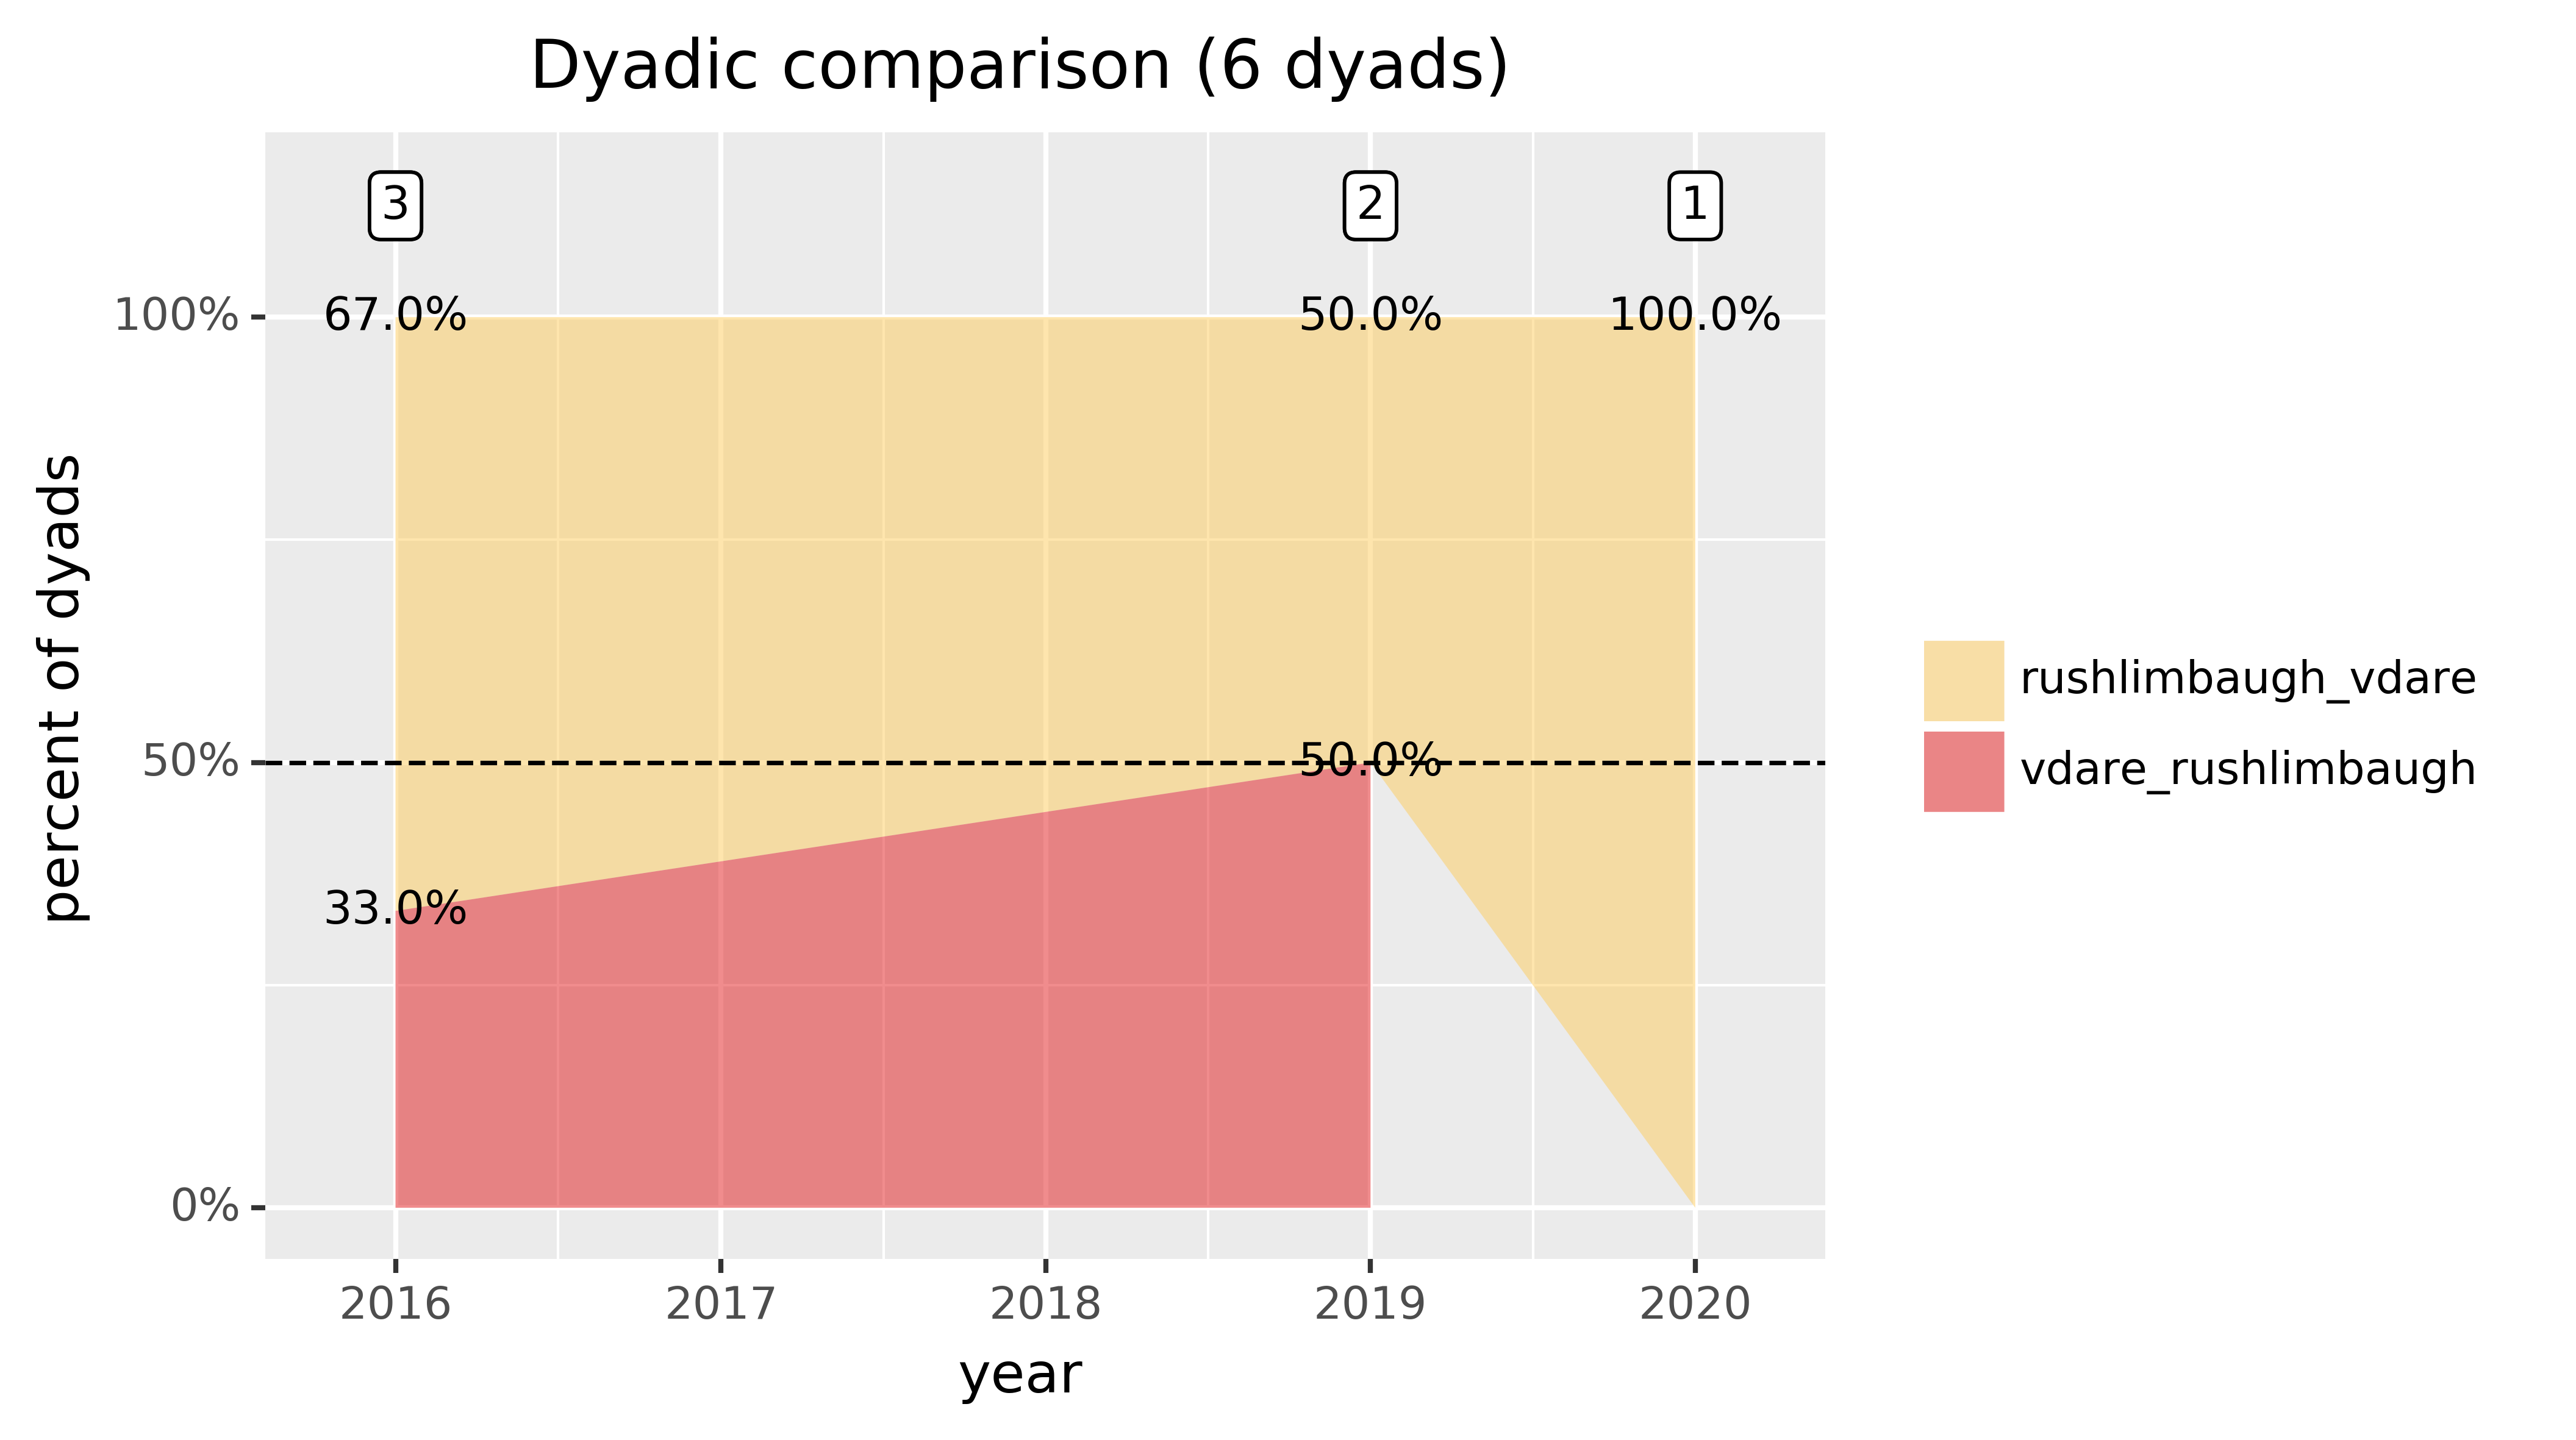 Dyadic comparison (6 dyads)
3 2 1
100% 67.0% 50.0% 100.0%
50% 50.0%
33.0%
0%
2016 2017 2018 2019 2020
year
percent of dyads
rushlimbaugh_vdare
vdare_rushlimbaugh